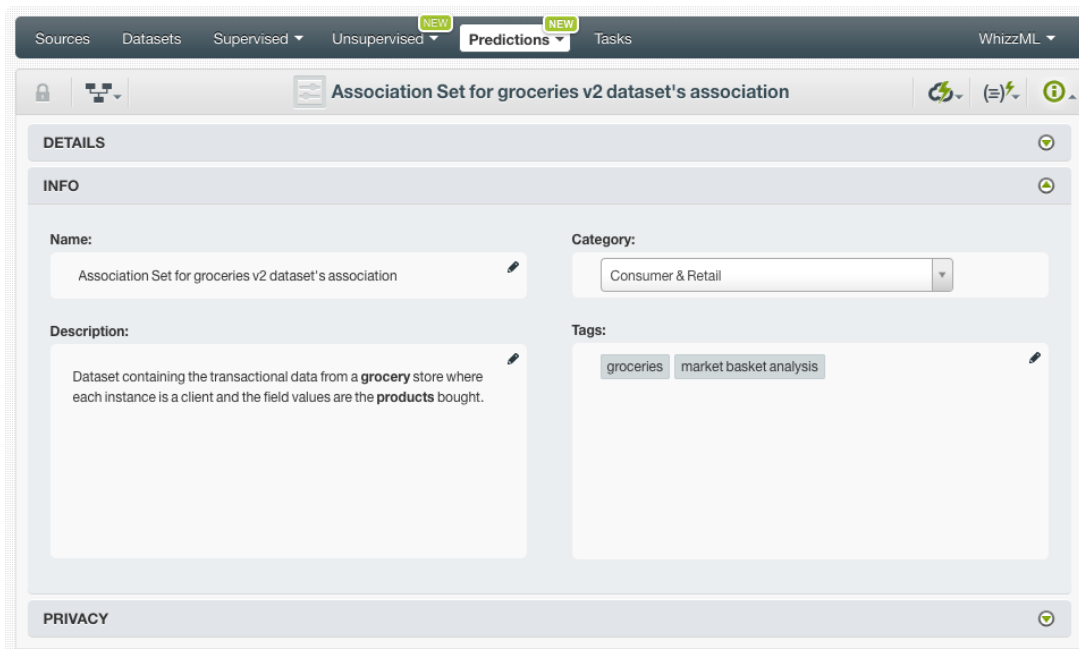 NEW NEW
Sources Datasets Supervised Unsupervised Predictions Tasks WhizzML
Association Set for groceries v2 dataset's association
DETAILS
INFO
Name: Category:
Association Set for groceries v2 dataset's association Consumer & Retail
Description: Tags:
Dataset containing the transactional data from a grocery store where
each instance is a client and the field values are the products bought.
groceries market basket analysis
PRIVACY